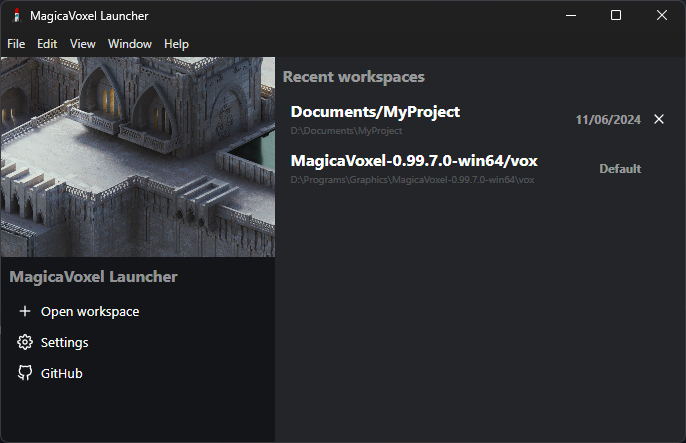 MagicaVoxel Launcher
File Edit View Window Help
Recent workspaces
Documents/MyProject
D:\Documents\MyProject
11/06/2024
MagicaVoxel-0.99.7.0-win64/vox
D:\Programs\Graphics\MagicaVoxel-0.99.7.0-win64\vox
Default
MagicaVoxel Launcher
Open workspace
Settings
GitHub